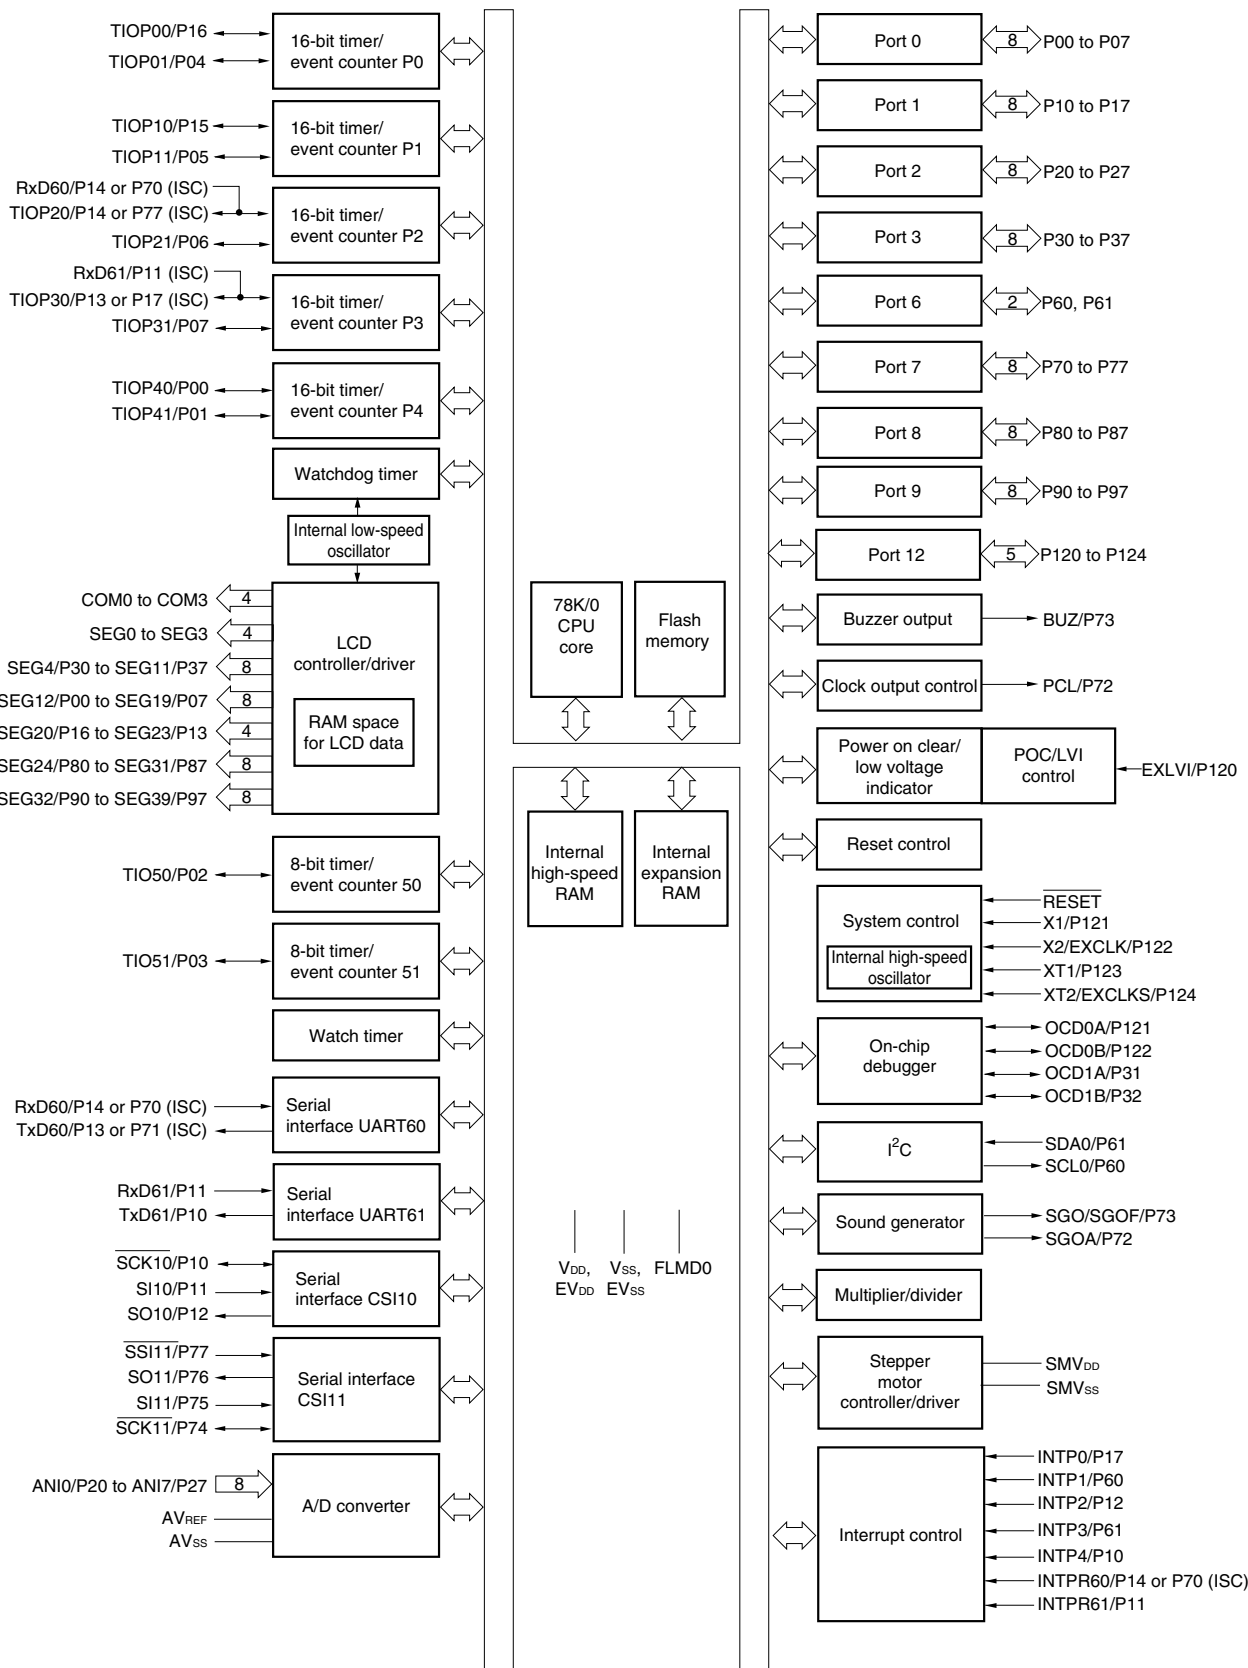 TIOP00/P16
TIOP01/P04
16-bit timer/
event counter P0
TIOP10/P15
TIOP11/P05
16-bit timer/
event counter P1
RxD60/P14 or P70 (ISC)
TIOP20/P14 or P77 (ISC)
TIOP21/P06
16-bit timer/
event counter P2
RxD61/P11 (ISC)
TIOP30/P13 or P17 (ISC)
TIOP31/P07
16-bit timer/
event counter P3
TIOP40/P00
TIOP41/P01
16-bit timer/
event counter P4
Watchdog timer
Internal low-speed
oscillator
COM0 to COM3
4
SEG0 to SEG3
4
SEG4/P30 to SEG11/P37
8
SEG12/P00 to SEG19/P07
8
SEG20/P16 to SEG23/P13
4
SEG24/P80 to SEG31/P87
8
SEG32/P90 to SEG39/P97
8
LCD
controller/driver
RAM space
for LCD data
TIO50/P02
8-bit timer/
event counter 50
TIO51/P03
8-bit timer/
event counter 51
Watch timer
RxD60/P14 or P70 (ISC)
TxD60/P13 or P71 (ISC)
Serial
interface UART60
RxD61/P11
TxD61/P10
Serial
interface UART61
SCK10/P10
SI10/P11
SO10/P12
Serial
interface CSI10
SSI11/P77
SO11/P76
SI11/P75
SCK11/P74
Serial interface
CSI11
ANI0/P20 to ANI7/P27
8
AVREF
AVSS
A/D converter
78K/0
CPU
core
Flash
memory
Internal
high-speed
RAM
Internal
expansion
RAM
VDD,
EVDD
VSS,
EVSS
FLMD0
Port 0
8
P00 to P07
Port 1
8
P10 to P17
Port 2
8
P20 to P27
Port 3
8
P30 to P37
Port 6
2
P60, P61
Port 7
8
P70 to P77
Port 8
8
P80 to P87
Port 9
8
P90 to P97
Port 12
5
P120 to P124
Buzzer output
BUZ/P73
Clock output control
PCL/P72
Power on clear/
low voltage
indicator
POC/LVI
control
EXLVI/P120
Reset control
System control
Internal high-speed
oscillator
RESET
X1/P121
X2/EXCLK/P122
XT1/P123
XT2/EXCLKS/P124
On-chip
debugger
OCD0A/P121
OCD0B/P122
OCD1A/P31
OCD1B/P32
I2C
SDA0/P61
SCL0/P60
Sound generator
SGO/SGOF/P73
SGOA/P72
Multiplier/divider
Stepper
motor
controller/driver
SMVDD
SMVSS
Interrupt control
INTP0/P17
INTP1/P60
INTP2/P12
INTP3/P61
INTP4/P10
INTPR60/P14 or P70 (ISC)
INTPR61/P11